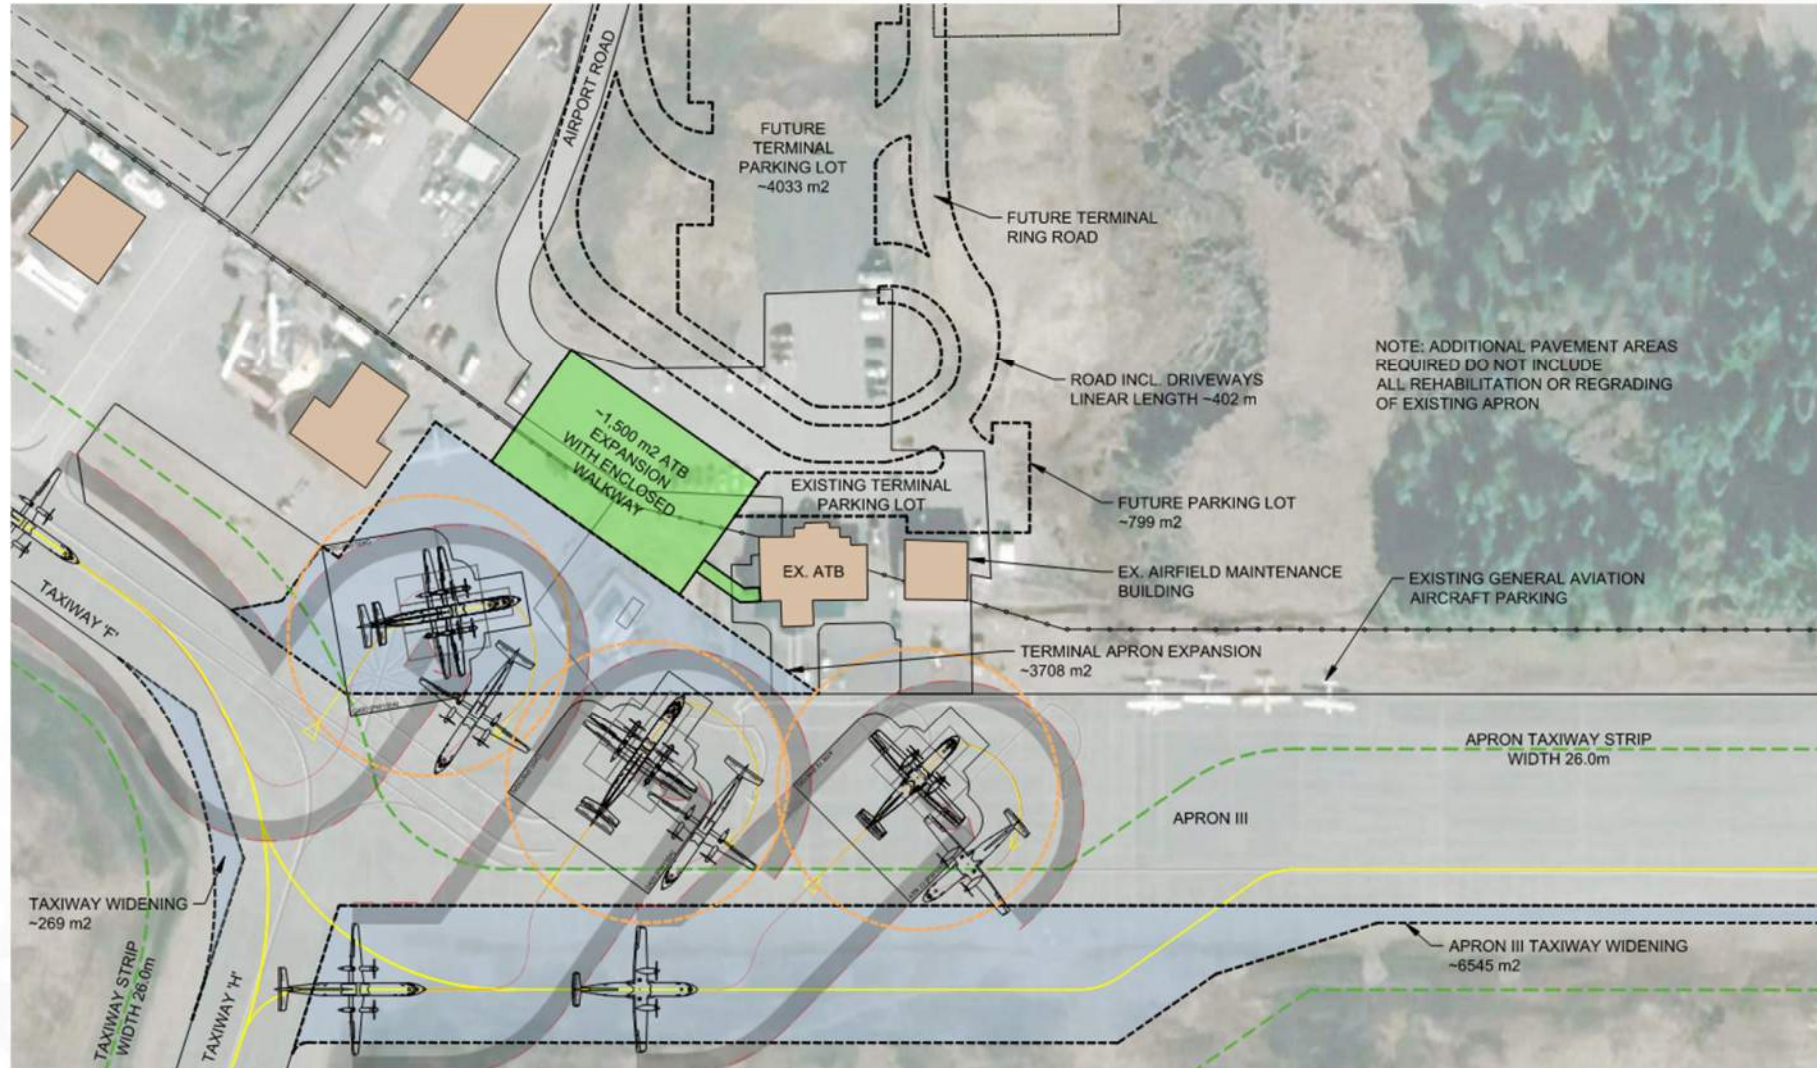 AIRPORT ROAD
FUTURE
TERMINAL
PARKING LOT
~4033 m2
FUTURE TERMINAL
RING ROAD
NOTE: ADDITIONAL PAVEMENT AREAS
REQUIRED DO NOT INCLUDE
ALL REHABILITATION OR REGRADING
OF EXISTING APRON
ROAD INCL. DRIVEWAYS
LINEAR LENGTH ~402 m
~1,500 m2 ATB
EXPANSION
WITH ENCLOSED
WALKWAY
EXISTING TERMINAL
PARKING LOT
FUTURE PARKING LOT
~799 m2
EX. ATB
EX. AIRFIELD MAINTENANCE
BUILDING
EXISTING GENERAL AVIATION
AIRCRAFT PARKING
TAXIWAY 'F'
TERMINAL APRON EXPANSION
~3708 m2
APRON TAXIWAY STRIP
WIDTH 26.0m
APRON III
TAXIWAY WIDENING
~269 m2
TAXIWAY STRIP
WIDTH 26.0m
TAXIWAY 'H'
APRON III TAXIWAY WIDENING
~6545 m2